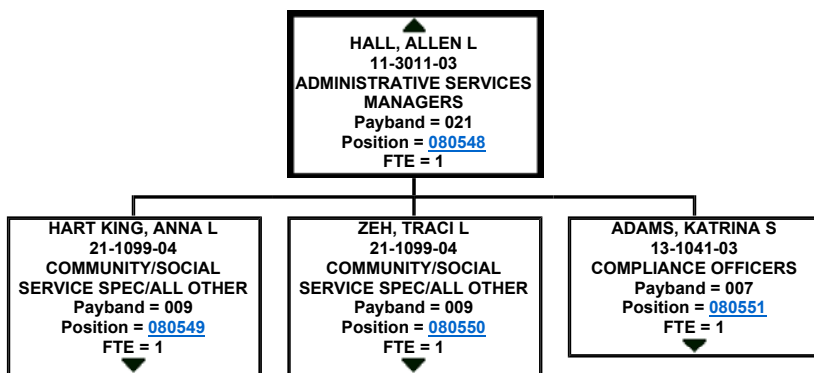 HALL, ALLEN L
11-3011-03
ADMINISTRATIVE SERVICES
MANAGERS
Payband = 021
Position = 080548
FTE = 1
HART KING, ANNA L
21-1099-04
COMMUNITY/SOCIAL
SERVICE SPEC/ALL OTHER
Payband = 009
Position = 080549
FTE = 1
ZEH, TRACI L
21-1099-04
COMMUNITY/SOCIAL
SERVICE SPEC/ALL OTHER
Payband = 009
Position = 080550
FTE = 1
ADAMS, KATRINA S
13-1041-03
COMPLIANCE OFFICERS
Payband = 007
Position = 080551
FTE = 1